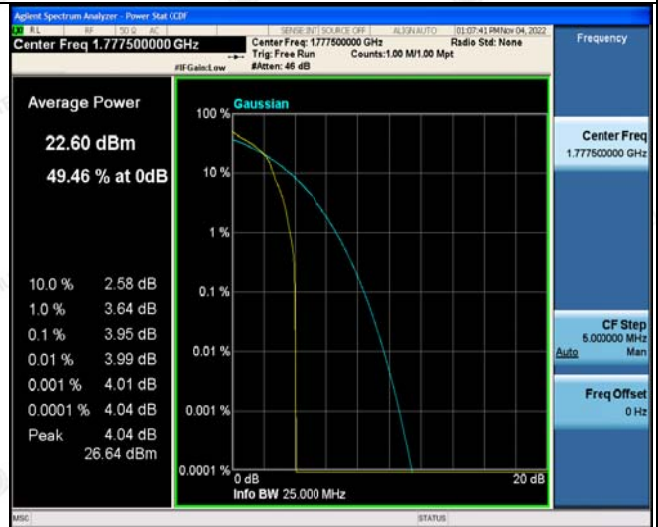 Agilent Spectrum Analyzer - Power Stat CCDF
RL RF 50 Ω AC SENSE:INT SOURCE OFF ALIGN AUTO 01:07:41 PM Nov 04, 2022
Center Freq 1.777500000 GHz
Center Freq: 1.777500000 GHz
Radio Std: None
Trig: Free Run
Counts:1.00 M/1.00 Mpt
#IFGain:Low
#Atten: 46 dB
Frequency
Average Power
22.60 dBm
49.46 % at 0dB
10.0 % 2.58 dB
1.0 % 3.64 dB
0.1 % 3.95 dB
0.01 % 3.99 dB
0.001 % 4.01 dB
0.0001 % 4.04 dB
Peak 4.04 dB
26.64 dBm
Gaussian
100 %
10 %
1 %
0.1 %
0.01 %
0.001 %
0.0001 %
0 dB
20 dB
Info BW 25.000 MHz
Center Freq
1.777500000 GHz
CF Step
5.000000 MHz
Auto Man
Freq Offset
0 Hz
MSG
STATUS